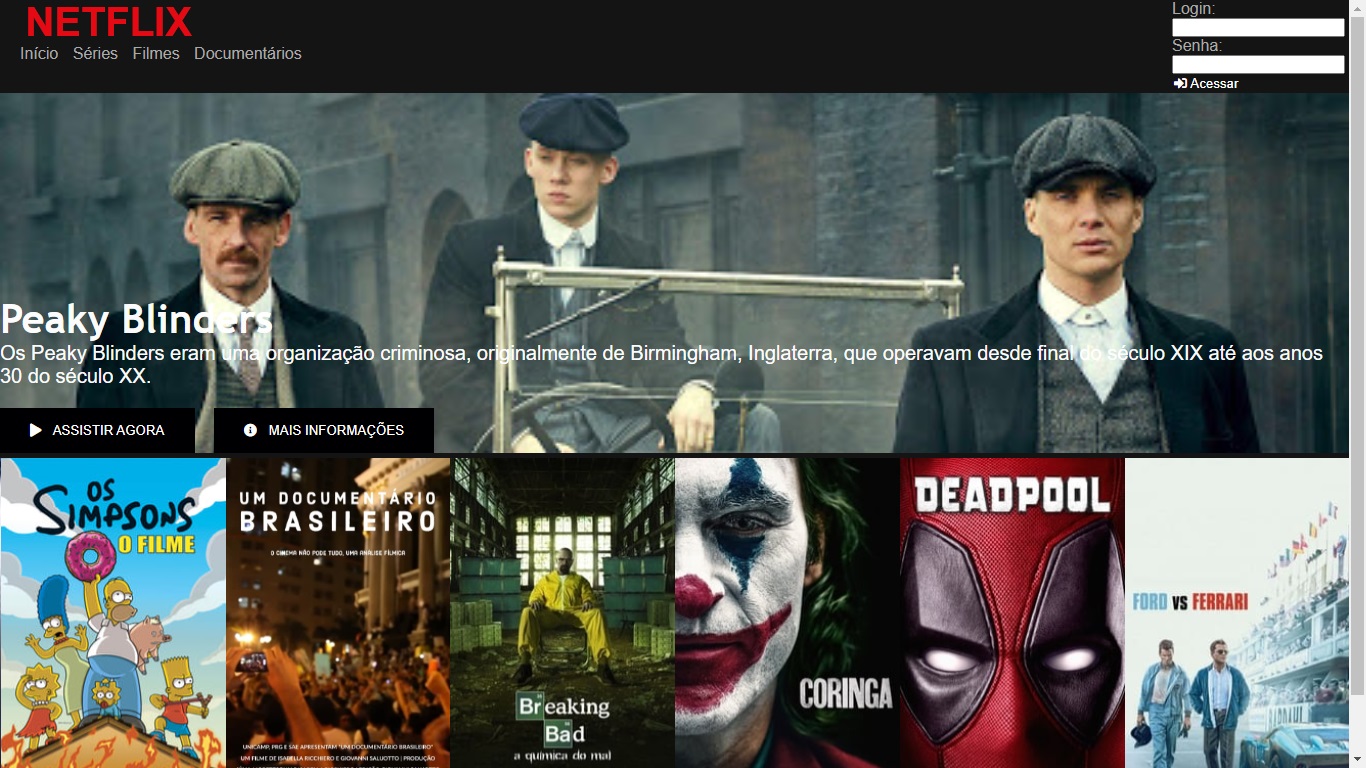 NETFLIX
Início Séries Filmes Documentários
Login:
Senha:
Acessar
Peaky Blinders
Os Peaky Blinders eram uma organização criminosa, originalmente de Birmingham, Inglaterra, que operavam desde final do século XIX até aos anos
30 do século XX.
ASSISTIR AGORA MAIS INFORMAÇÕES
OS
SIMPSONS
O FILME
UM DOCUMENTÁRIO
BRASILEIRO
O CINEMA NÃO PODE TUDO, UMA ANÁLISE FÍLMICA
UNICAMP, PRG E SAE APRESENTAM "UM DOCUMENTÁRIO BRASILEIRO"
UM FILME DE ISABELLA RICCHIERO E GIOVANNI SALUOTTO | PRODUÇÃO
Breaking
Bad
a química do mal
CORINGA
DEADPOOL
FORD VS FERRARI